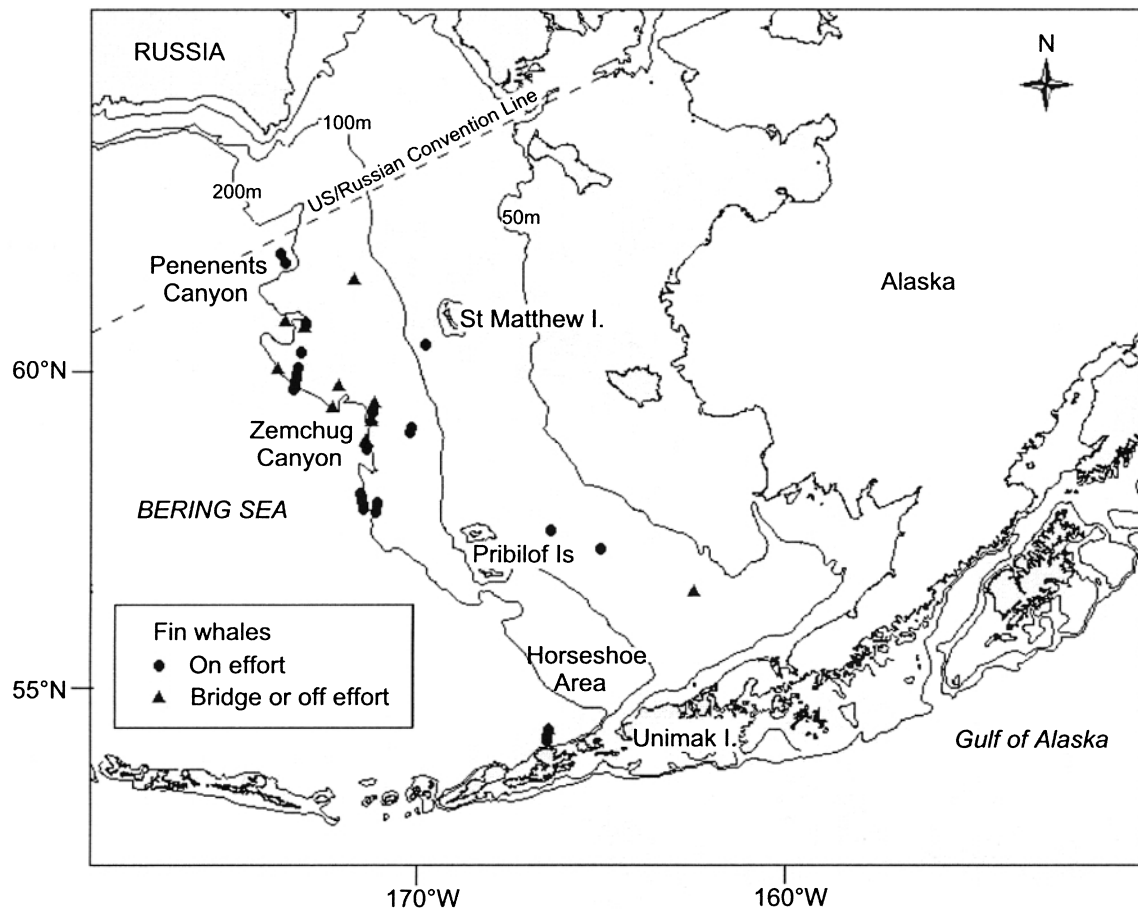 RUSSIA
N
100m
US/Russian Convention Line
200m
50m
Penenents
Canyon
Alaska
St Matthew I.
60°N
Zemchug
Canyon
BERING SEA
Pribilof Is
Fin whales
On effort
Bridge or off effort
Horseshoe
Area
55°N
Unimak I.
Gulf of Alaska
170°W
160°W